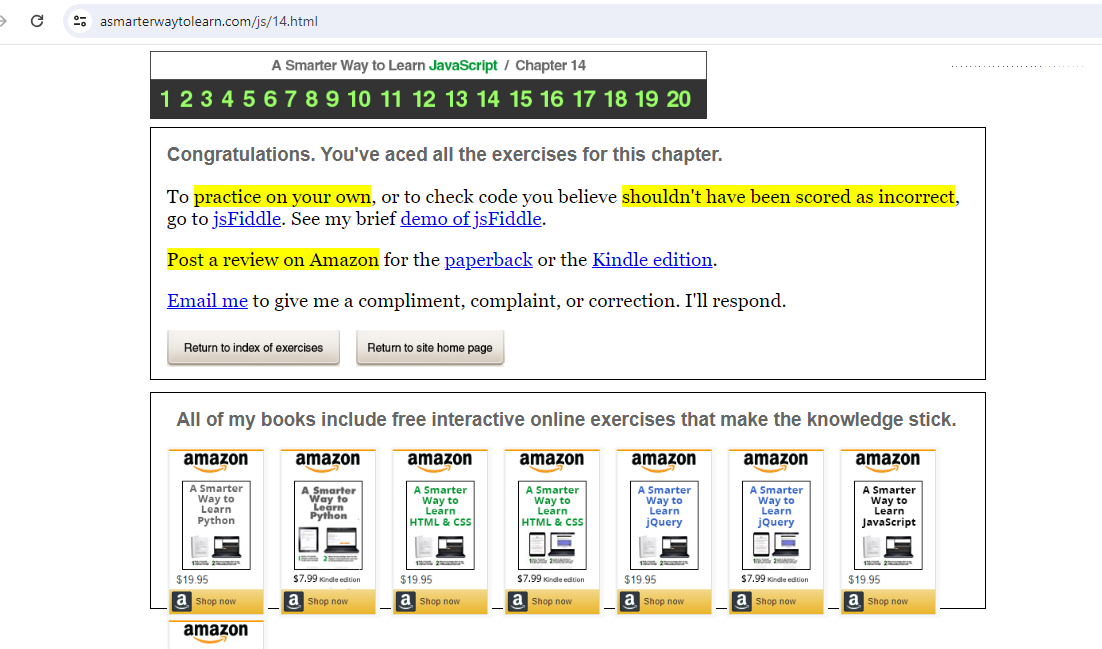 asmarterwaytolearn.com/js/14.html
A Smarter Way to Learn JavaScript / Chapter 14
1 2 3 4 5 6 7 8 9 10 11 12 13 14 15 16 17 18 19 20
Congratulations. You've aced all the exercises for this chapter.
To practice on your own, or to check code you believe shouldn't have been scored as incorrect,
go to jsFiddle. See my brief demo of jsFiddle.
Post a review on Amazon for the paperback or the Kindle edition.
Email me to give me a compliment, complaint, or correction. I'll respond.
Return to index of exercises
Return to site home page
All of my books include free interactive online exercises that make the knowledge stick.
amazon
A Smarter
Way to
Learn
Python
$19.95
a Shop now
amazon
A Smarter
Way to
Learn
Python
$7.99 Kindle edition
a Shop now
amazon
A Smarter
Way to
Learn
HTML & CSS
$19.95
a Shop now
amazon
A Smarter
Way to
Learn
HTML & CSS
$7.99 Kindle edition
a Shop now
amazon
A Smarter
Way to
Learn
jQuery
$19.95
a Shop now
amazon
A Smarter
Way to
Learn
jQuery
$7.99 Kindle edition
a Shop now
amazon
A Smarter
Way to
Learn
JavaScript
$19.95
a Shop now
amazon